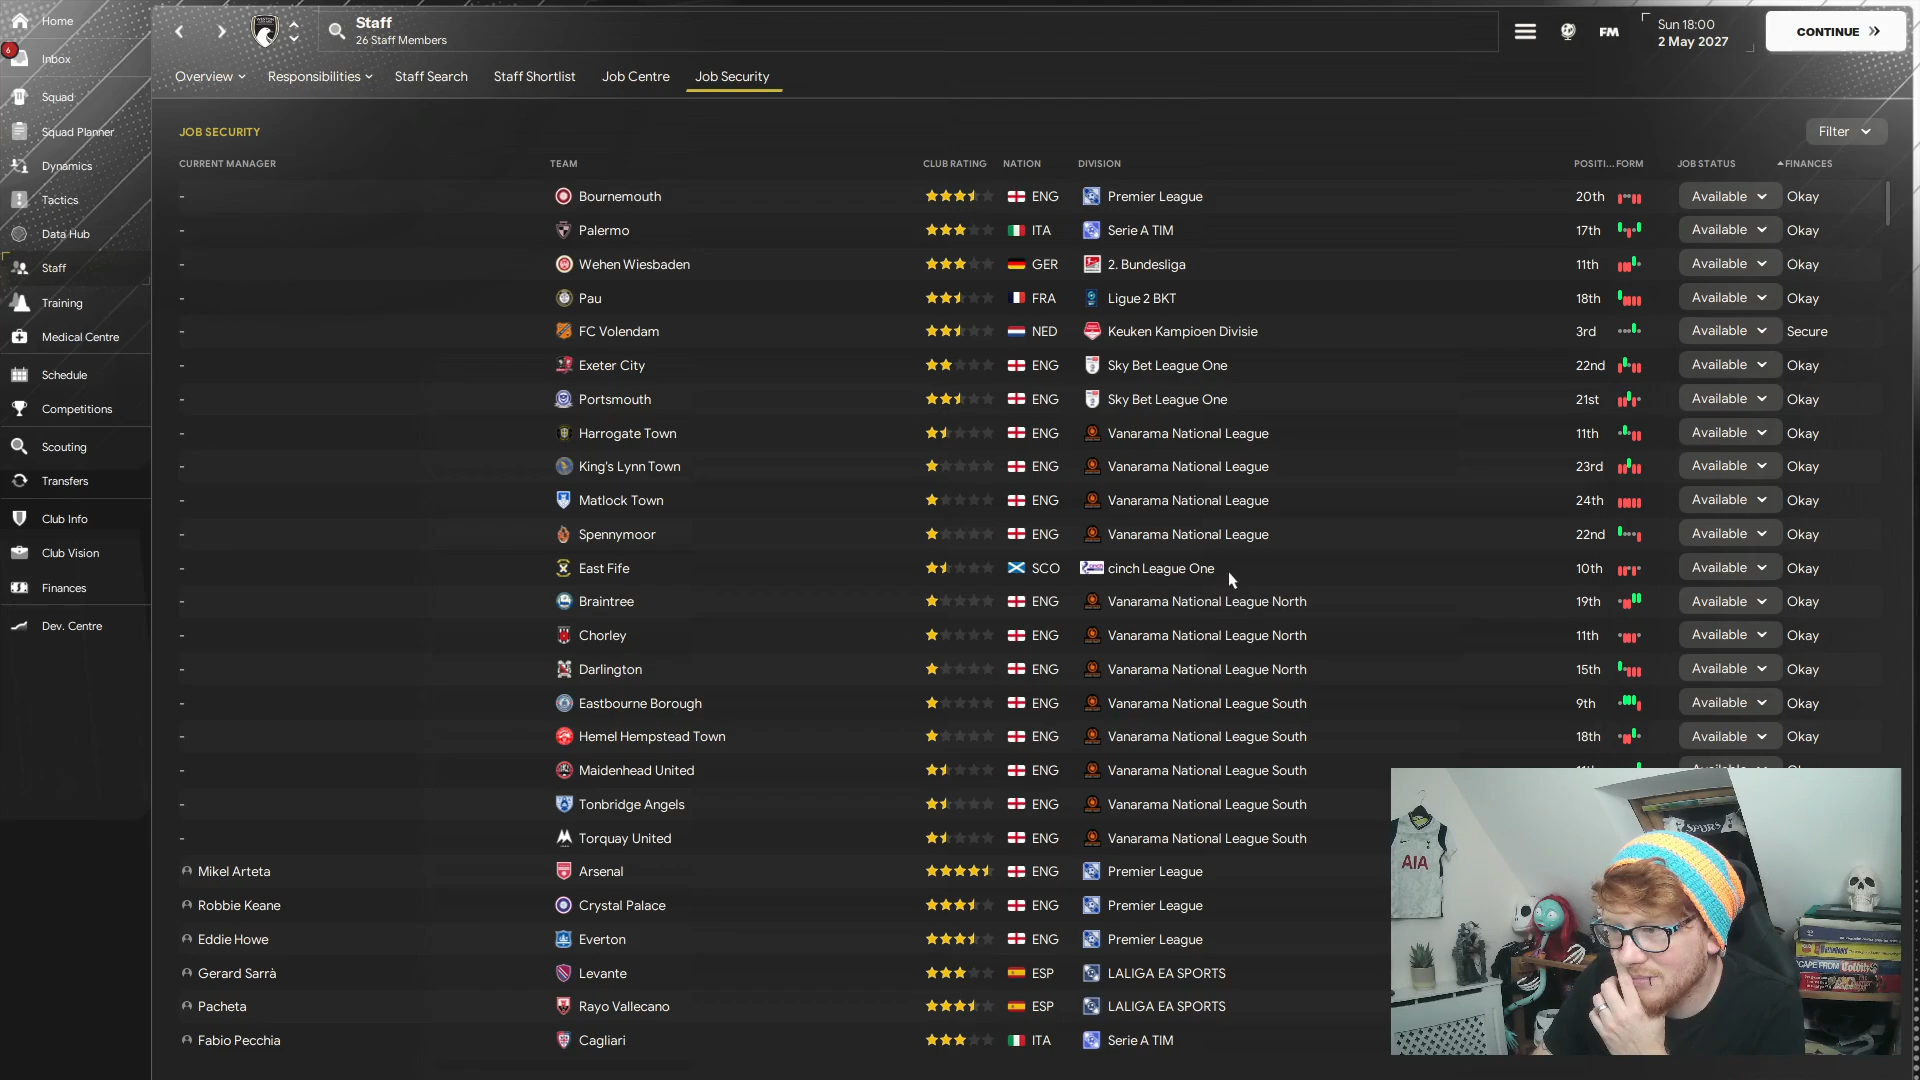 Home
Inbox
6
Squad
Squad Planner
Dynamics
Tactics
Data Hub
Staff
Training
Medical Centre
Schedule
Competitions
Scouting
Transfers
Club Info
Club Vision
Finances
Dev. Centre
Staff
26 Staff Members
FM
Sun 18:00
2 May 2027
CONTINUE
Overview Responsibilities Staff Search Staff Shortlist Job Centre Job Security
JOB SECURITY
Filter
CURRENT MANAGER TEAM CLUB RATING NATION DIVISION POSITI... FORM JOB STATUS FINANCES
- Bournemouth ENG Premier League 20th Available Okay
- Palermo ITA Serie A TIM 17th Available Okay
- Wehen Wiesbaden GER 2. Bundesliga 11th Available Okay
- Pau FRA Ligue 2 BKT 18th Available Okay
- FC Volendam NED Keuken Kampioen Divisie 3rd Available Secure
- Exeter City ENG Sky Bet League One 22nd Available Okay
- Portsmouth ENG Sky Bet League One 21st Available Okay
- Harrogate Town ENG Vanarama National League 11th Available Okay
- King's Lynn Town ENG Vanarama National League 23rd Available Okay
- Matlock Town ENG Vanarama National League 24th Available Okay
- Spennymoor ENG Vanarama National League 22nd Available Okay
- East Fife SCO cinch League One 10th Available Okay
- Braintree ENG Vanarama National League North 19th Available Okay
- Chorley ENG Vanarama National League North 11th Available Okay
- Darlington ENG Vanarama National League North 15th Available Okay
- Eastbourne Borough ENG Vanarama National League South 9th Available Okay
- Hemel Hempstead Town ENG Vanarama National League South 18th Available Okay
- Maidenhead United ENG Vanarama National League South
- Tonbridge Angels ENG Vanarama National League South
- Torquay United ENG Vanarama National League South
Mikel Arteta Arsenal ENG Premier League
Robbie Keane Crystal Palace ENG Premier League
Eddie Howe Everton ENG Premier League
Gerard Sarrà Levante ESP LALIGA EA SPORTS
Pacheta Rayo Vallecano ESP LALIGA EA SPORTS
Fabio Pecchia Cagliari ITA Serie A TIM
SPURS
AIA